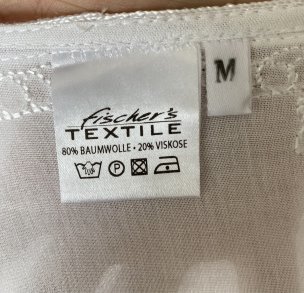 fischer's
TEXTILE
80% BAUMWOLLE • 20% VISKOSE
P
M